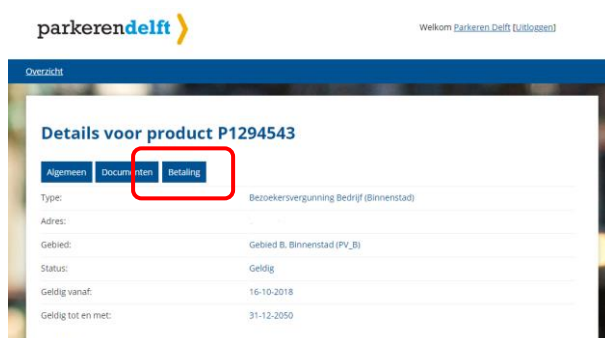 parkerendelft
Welkom Parkeren Delft [Uitloggen]
Overzicht
Details voor product P1294543
Algemeen Documenten Betaling
Type: Bezoekersvergunning Bedrijf (Binnenstad)
Adres:
Gebied: Gebied B, Binnenstad (PV_B)
Status: Geldig
Geldig vanaf: 16-10-2018
Geldig tot en met: 31-12-2050